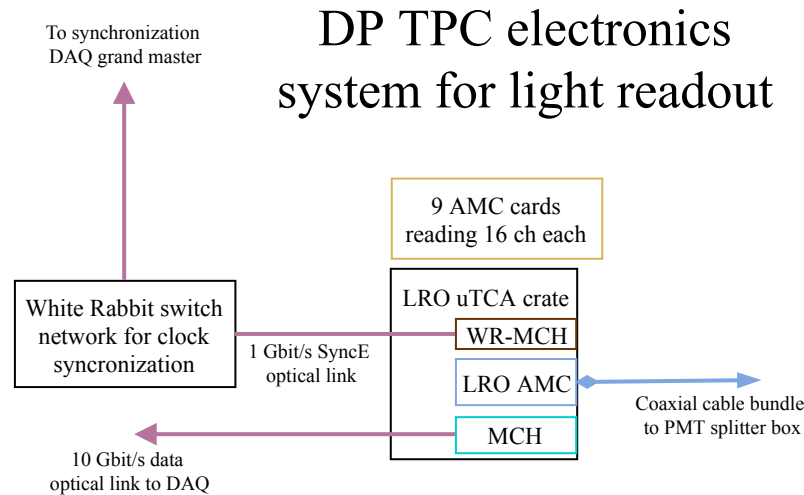 DP TPC electronics
system for light readout
To synchronization
DAQ grand master
9 AMC cards
reading 16 ch each
White Rabbit switch
network for clock
syncronization
1 Gbit/s SyncE
optical link
LRO uTCA crate
WR-MCH
LRO AMC
MCH
Coaxial cable bundle
to PMT splitter box
10 Gbit/s data
optical link to DAQ